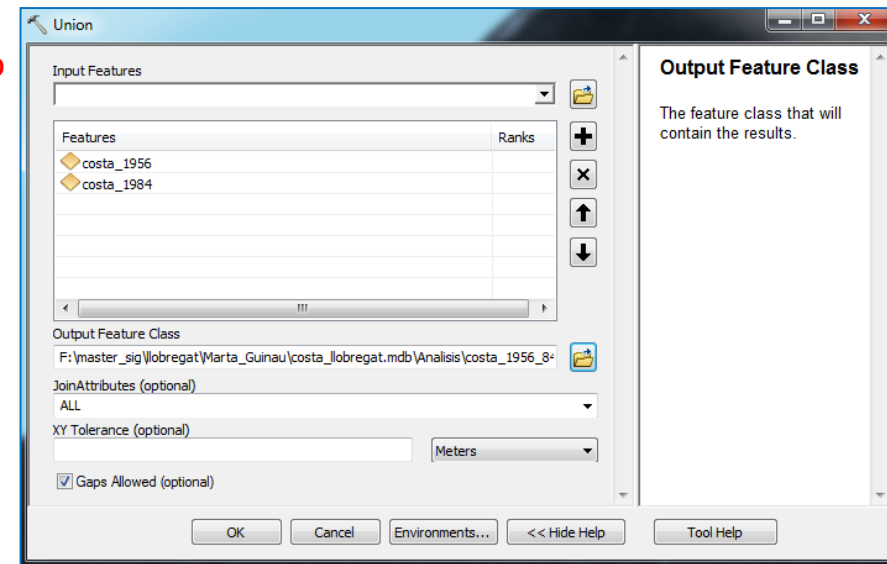 Union
Input Features
Features Ranks
costa_1956
costa_1984
Output Feature Class
F:\master_sig\llobregat\Marta_Guinau\costa_llobregat.mdb\Analisis\costa_1956_84
JoinAttributes (optional)
ALL
XY Tolerance (optional)
Meters
Gaps Allowed (optional)
OK Cancel Environments... << Hide Help Tool Help
Output Feature Class
The feature class that will
contain the results.